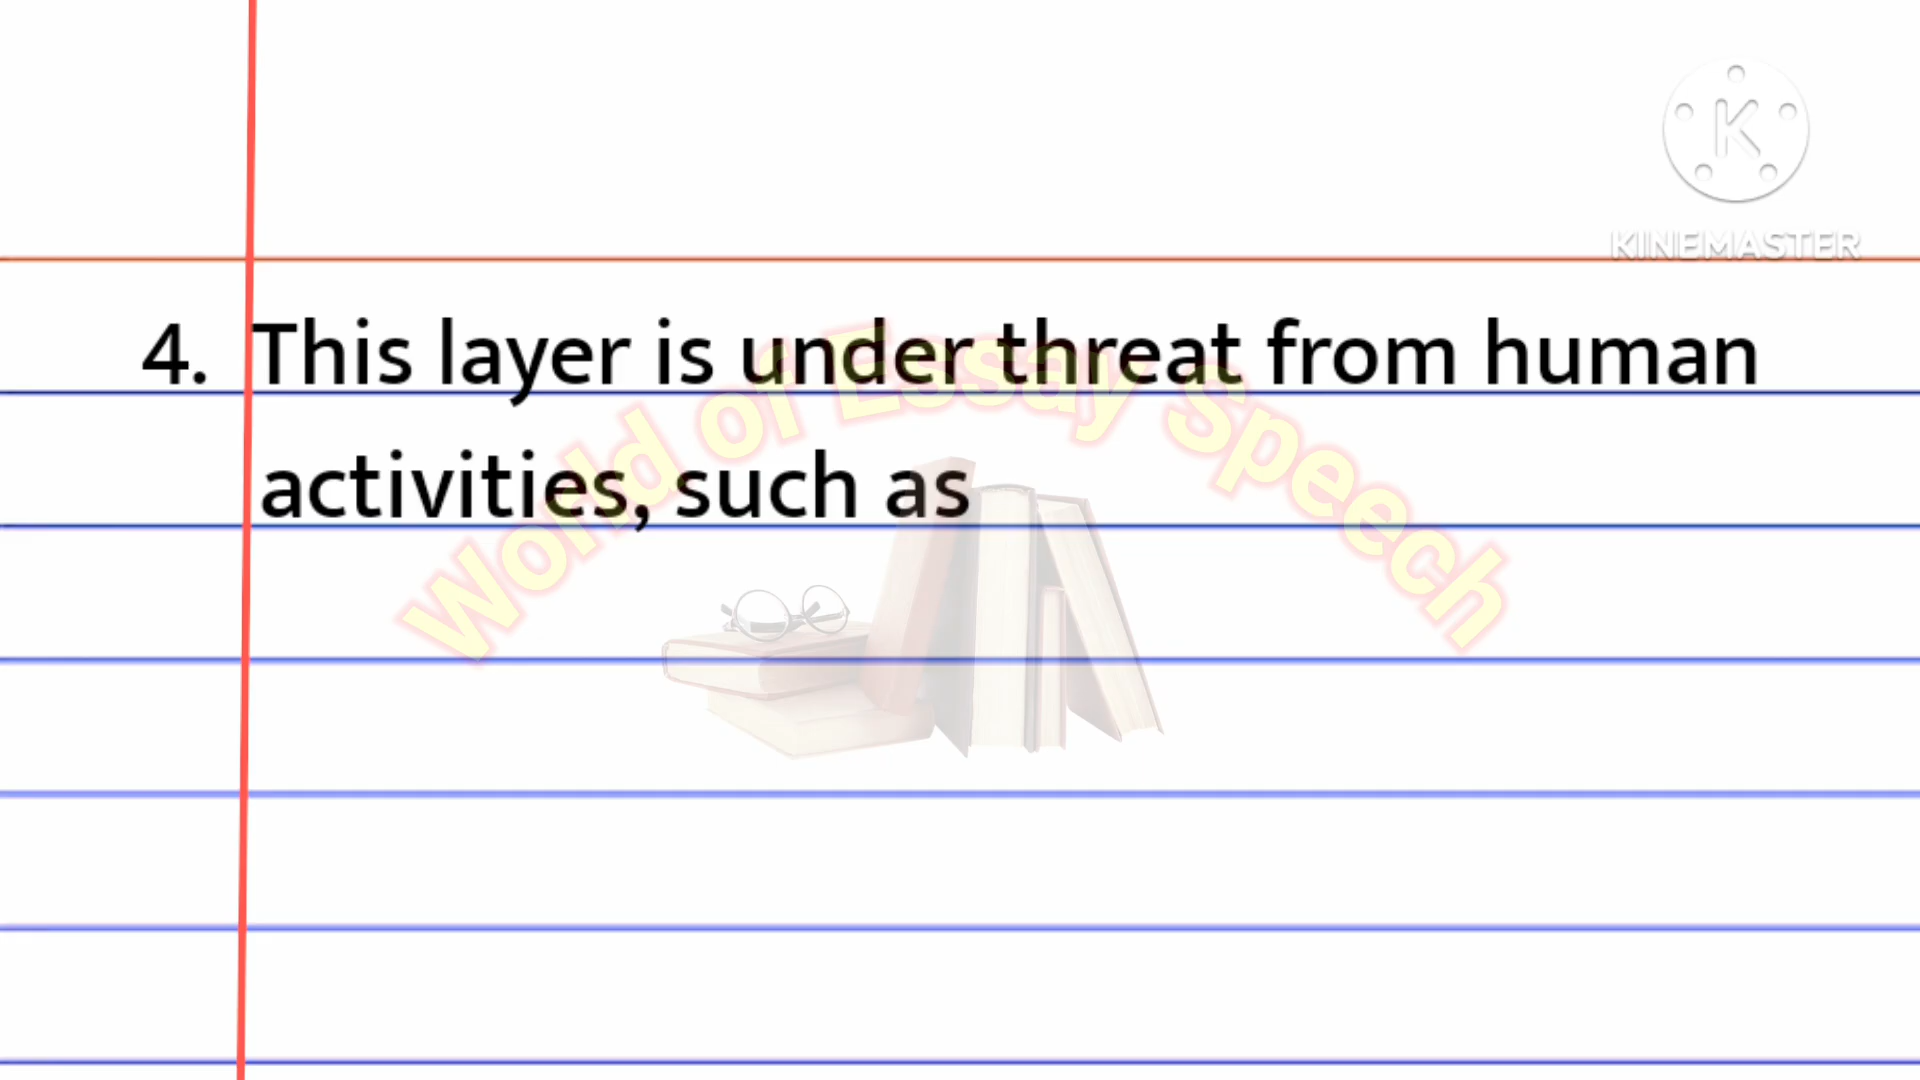 KINEMASTER
4. This layer is under threat from human
activities, such as
World of Essay Speech